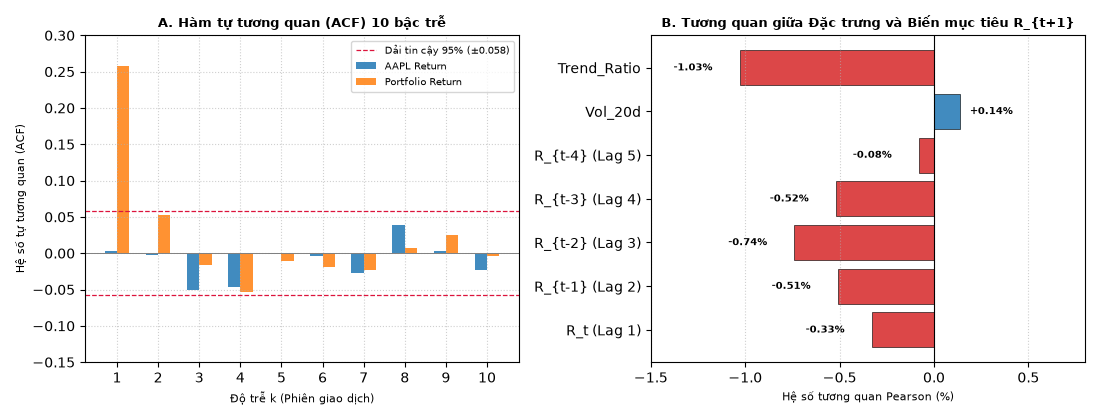 A. Hàm tự tương quan (ACF) 10 bậc trễ
Hệ số tự tương quan (ACF)
0.30
0.25
0.20
0.15
0.10
0.05
0.00
−0.05
−0.10
−0.15
Dải tin cậy 95% (±0.058)
AAPL Return
Portfolio Return
1 2 3 4 5 6 7 8 9 10
Độ trễ k (Phiên giao dịch)
B. Tương quan giữa Đặc trưng và Biến mục tiêu R_{t+1}
Trend_Ratio -1.03%
Vol_20d +0.14%
R_{t-4} (Lag 5) -0.08%
R_{t-3} (Lag 4) -0.52%
R_{t-2} (Lag 3) -0.74%
R_{t-1} (Lag 2) -0.51%
R_t (Lag 1) -0.33%
−1.5 −1.0 −0.5 0.0 0.5
Hệ số tương quan Pearson (%)